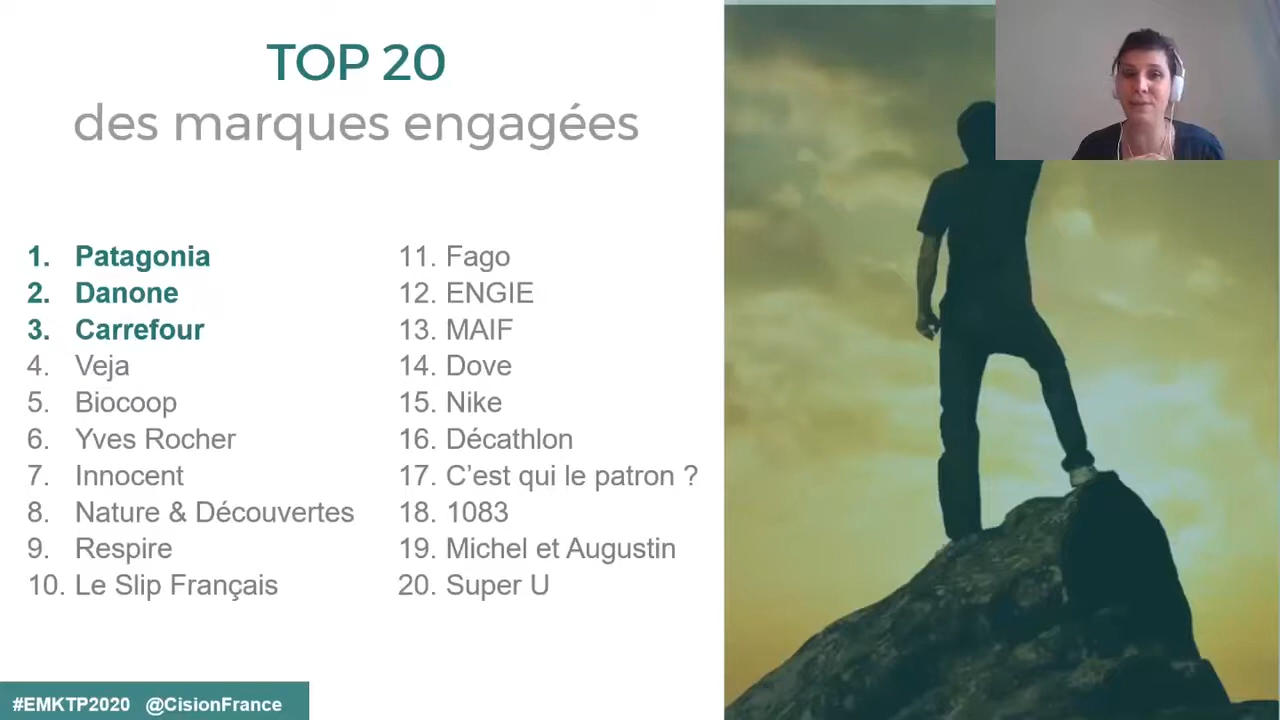 TOP 20
des marques engagées
1. Patagonia
2. Danone
3. Carrefour
4. Veja
5. Biocoop
6. Yves Rocher
7. Innocent
8. Nature & Découvertes
9. Respire
10. Le Slip Français
11. Fago
12. ENGIE
13. MAIF
14. Dove
15. Nike
16. Décathlon
17. C’est qui le patron ?
18. 1083
19. Michel et Augustin
20. Super U
#EMKTP2020 @CisionFrance